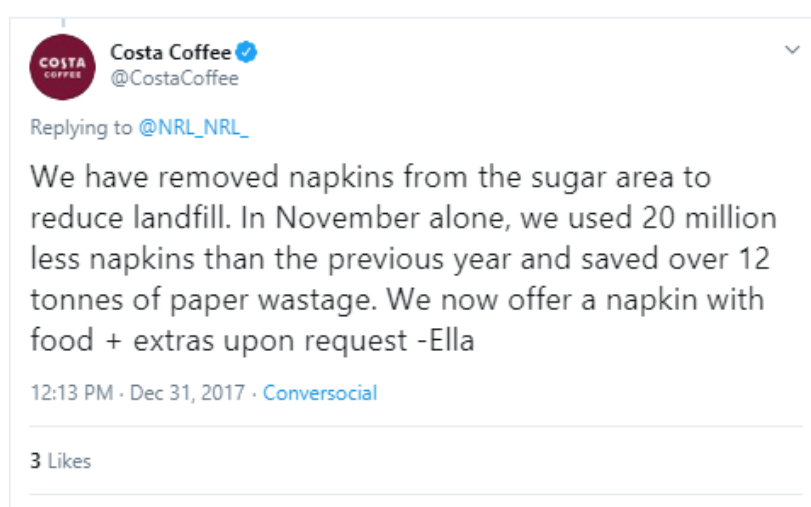 COSTA
COFFEE
Costa Coffee
@CostaCoffee
Replying to @NRL_NRL_
We have removed napkins from the sugar area to
reduce landfill. In November alone, we used 20 million
less napkins than the previous year and saved over 12
tonnes of paper wastage. We now offer a napkin with
food + extras upon request -Ella
12:13 PM · Dec 31, 2017 · Conversocial
3 Likes